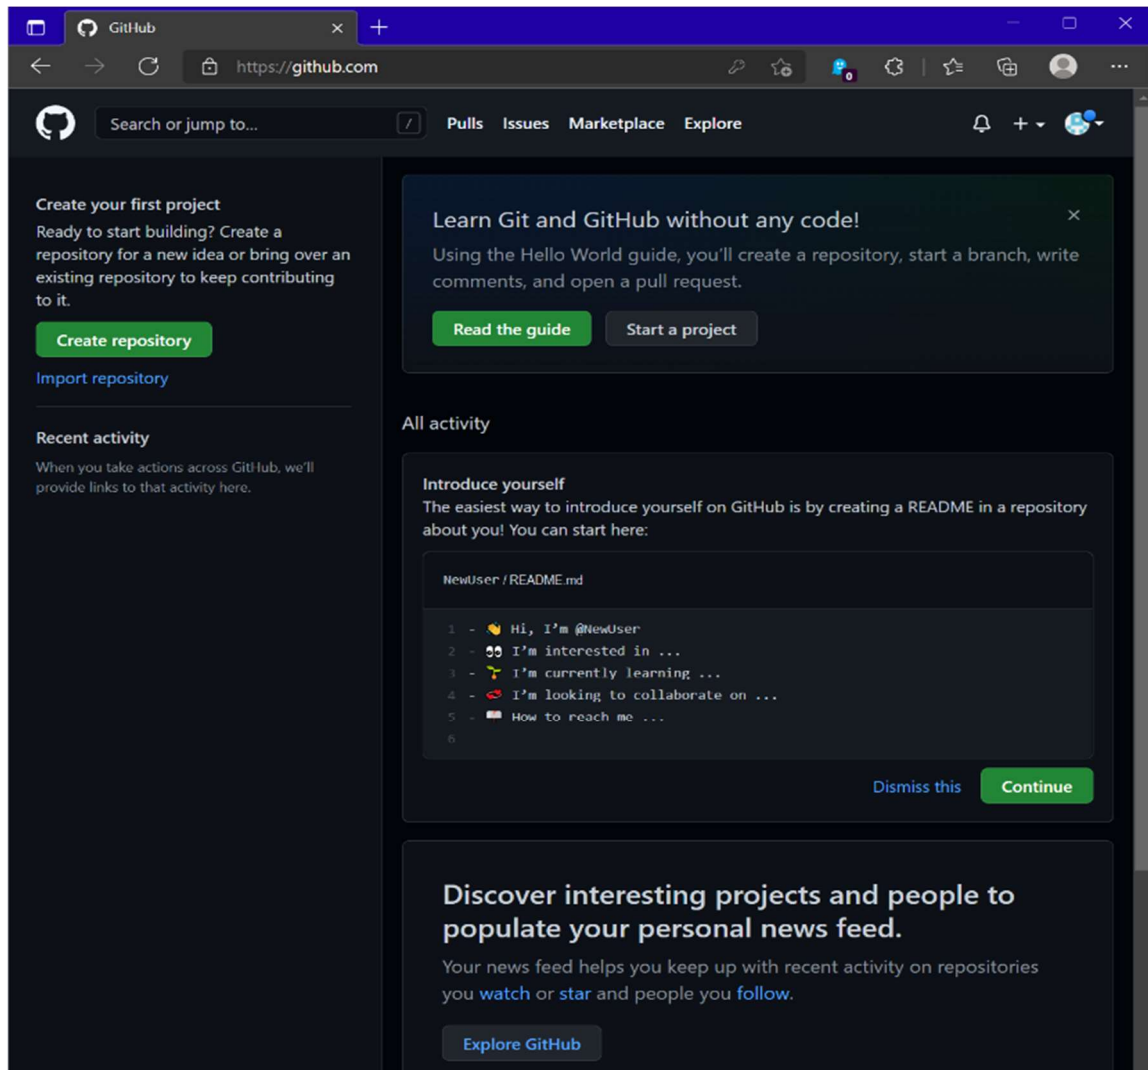 GitHub
https://github.com
0
Search or jump to...
/
Pulls Issues Marketplace Explore
Create your first project
Ready to start building? Create a
repository for a new idea or bring over an
existing repository to keep contributing
to it.
Create repository
Import repository
Recent activity
When you take actions across GitHub, we'll
provide links to that activity here.
Learn Git and GitHub without any code!
Using the Hello World guide, you'll create a repository, start a branch, write
comments, and open a pull request.
Read the guide Start a project
All activity
Introduce yourself
The easiest way to introduce yourself on GitHub is by creating a README in a repository
about you! You can start here:
NewUser / README.md
1 - 👋 Hi, I'm @NewUser
2 - 👀 I'm interested in ...
3 - 🌱 I'm currently learning ...
4 - 💞️ I'm looking to collaborate on ...
5 - 📫 How to reach me ...
6
Dismiss this Continue
Discover interesting projects and people to
populate your personal news feed.
Your news feed helps you keep up with recent activity on repositories
you watch or star and people you follow.
Explore GitHub